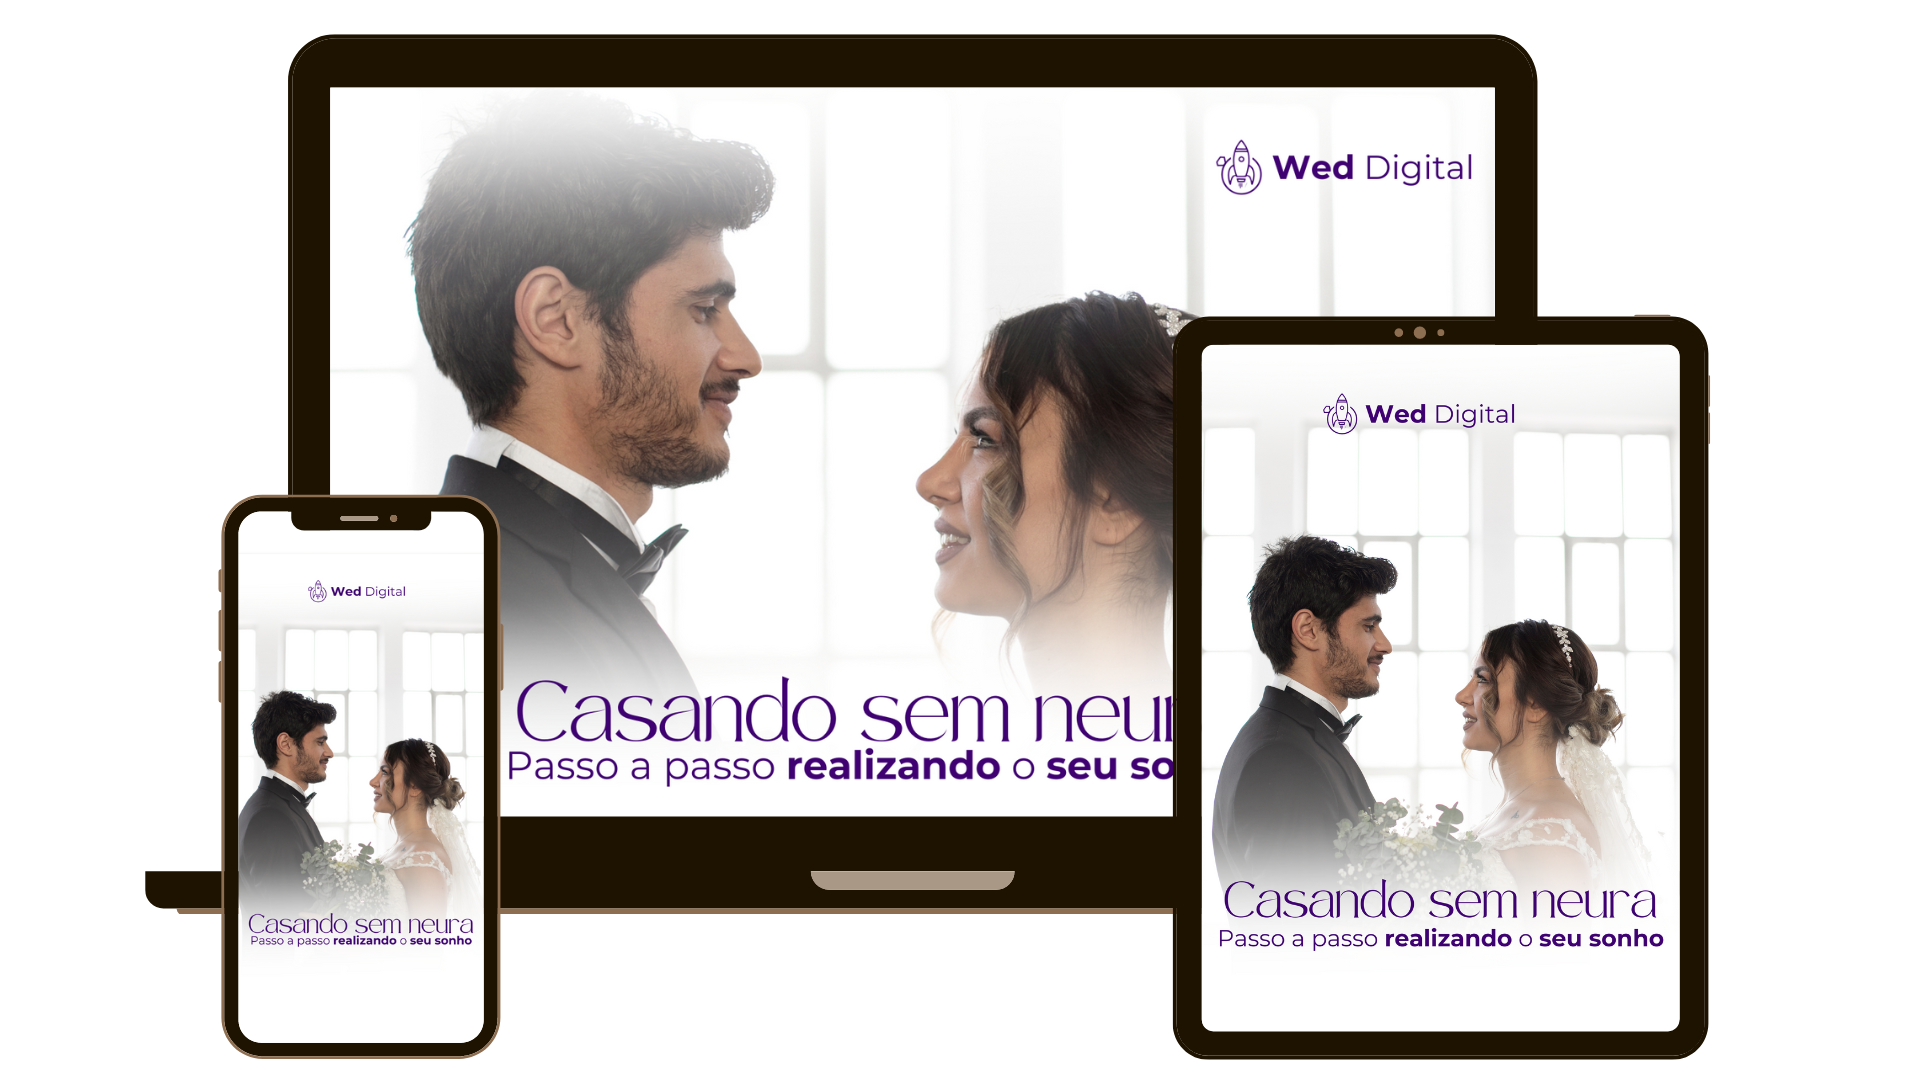 Wed Digital
Casando sem neur
Passo a passo realizando o seu so
Wed Digital
Casando sem neura
Passo a passo realizando o seu sonho
Wed Digital
Casando sem neura
Passo a passo realizando o seu sonho